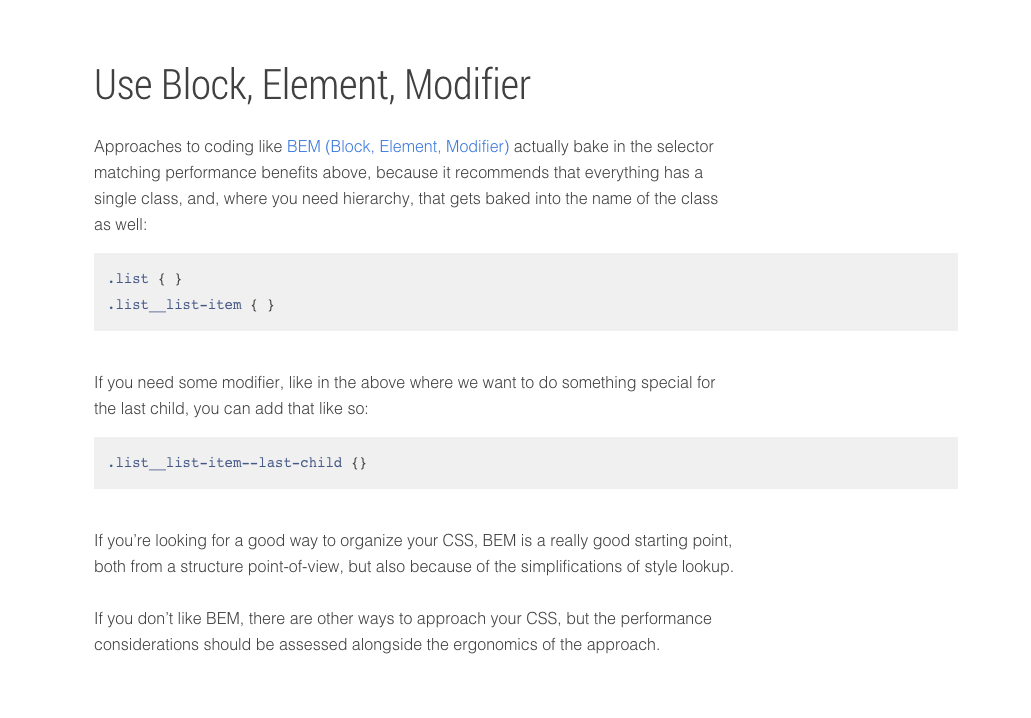 Use Block, Element, Modifier
Approaches to coding like BEM (Block, Element, Modifier) actually bake in the selector
matching performance benefits above, because it recommends that everything has a
single class, and, where you need hierarchy, that gets baked into the name of the class
as well:
.list { }
.list__list-item { }
If you need some modifier, like in the above where we want to do something special for
the last child, you can add that like so:
.list__list-item--last-child {}
If you’re looking for a good way to organize your CSS, BEM is a really good starting point,
both from a structure point-of-view, but also because of the simplifications of style lookup.
If you don’t like BEM, there are other ways to approach your CSS, but the performance
considerations should be assessed alongside the ergonomics of the approach.